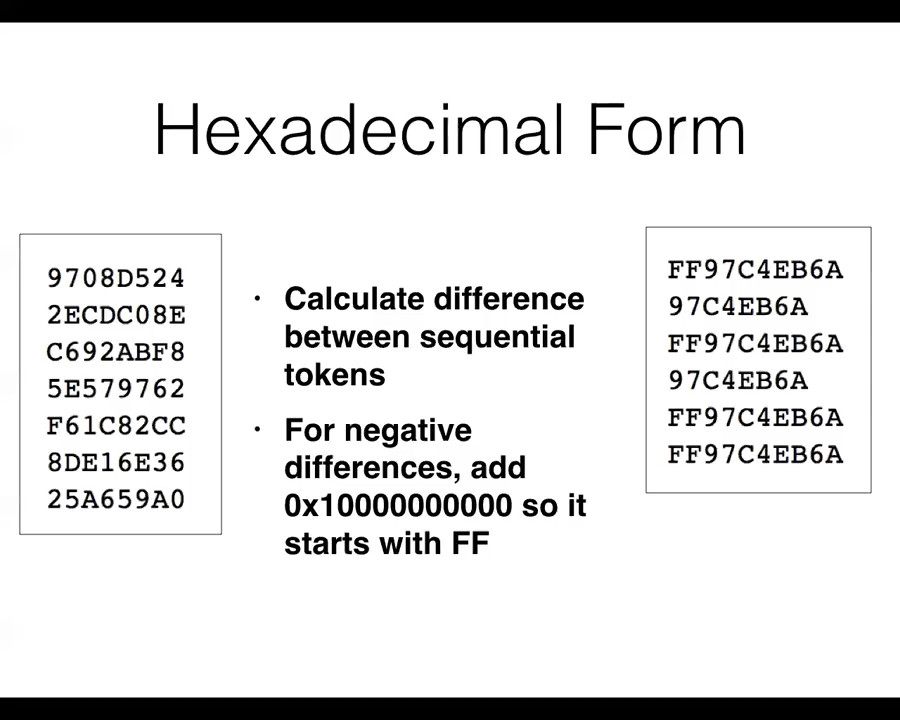 Hexadecimal Form
9708D524
2ECDC08E
C692ABF8
5E579762
F61C82CC
8DE16E36
25A659A0
· Calculate difference
between sequential
tokens
· For negative
differences, add
0x10000000000 so it
starts with FF
FF97C4EB6A
97C4EB6A
FF97C4EB6A
97C4EB6A
FF97C4EB6A
FF97C4EB6A